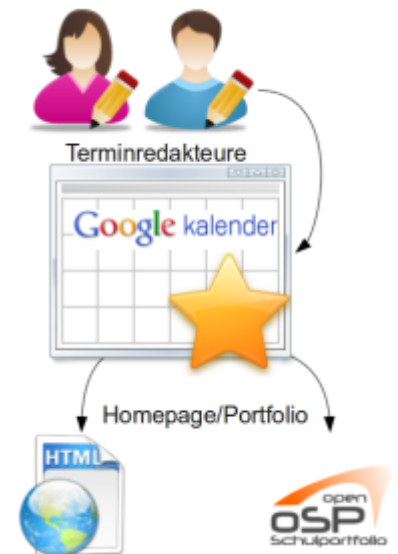 Terminredakteure
Google kalender
Homepage/Portfolio
HTML
open
OSP
Schulportfolio